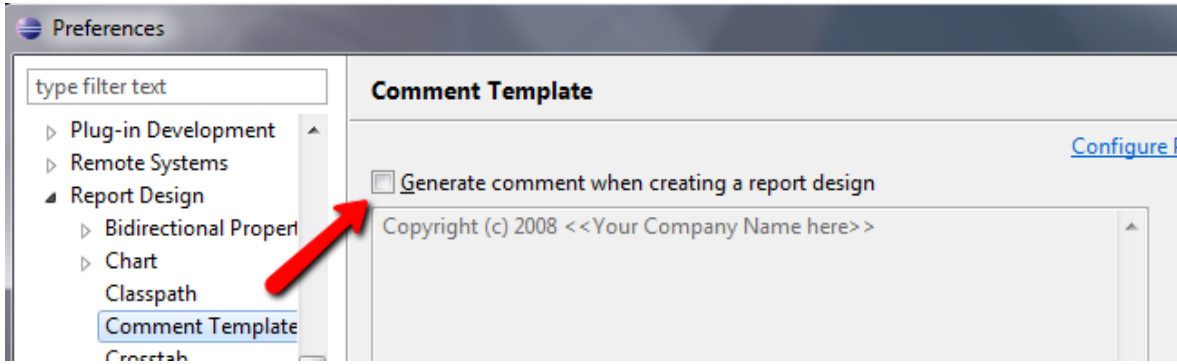 Preferences
type filter text
Plug-in Development
Remote Systems
Report Design
Bidirectional Propert
Chart
Classpath
Comment Template
Crosstab
Comment Template
Configure
Generate comment when creating a report design
Copyright (c) 2008 <<Your Company Name here>>